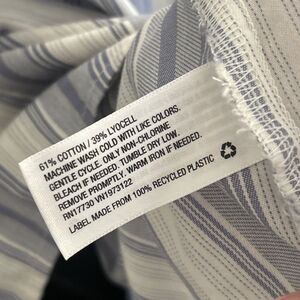 61% COTTON / 39% LYOCELL
MACHINE WASH COLD WITH LIKE COLORS.
GENTLE CYCLE. ONLY NON-CHLORINE
BLEACH IF NEEDED. TUMBLE DRY LOW.
REMOVE PROMPTLY. WARM IRON IF NEEDED.
RN17730 VN1973122
LABEL MADE FROM 100% RECYCLED PLASTIC